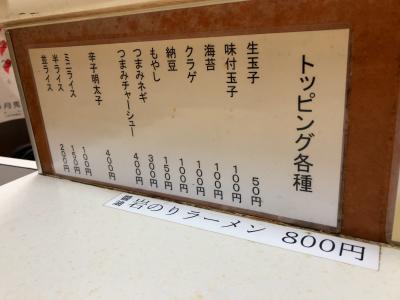 トッピング各種
生玉子 50円
味付玉子 100円
海苔 100円
クラゲ 100円
納豆 100円
もやし 150円
つまみネギ 300円
つまみチャーシュー 400円
辛子明太子 400円
ミニライス 100円
半ライス 150円
並ライス 200円
岩のりラーメン 800円